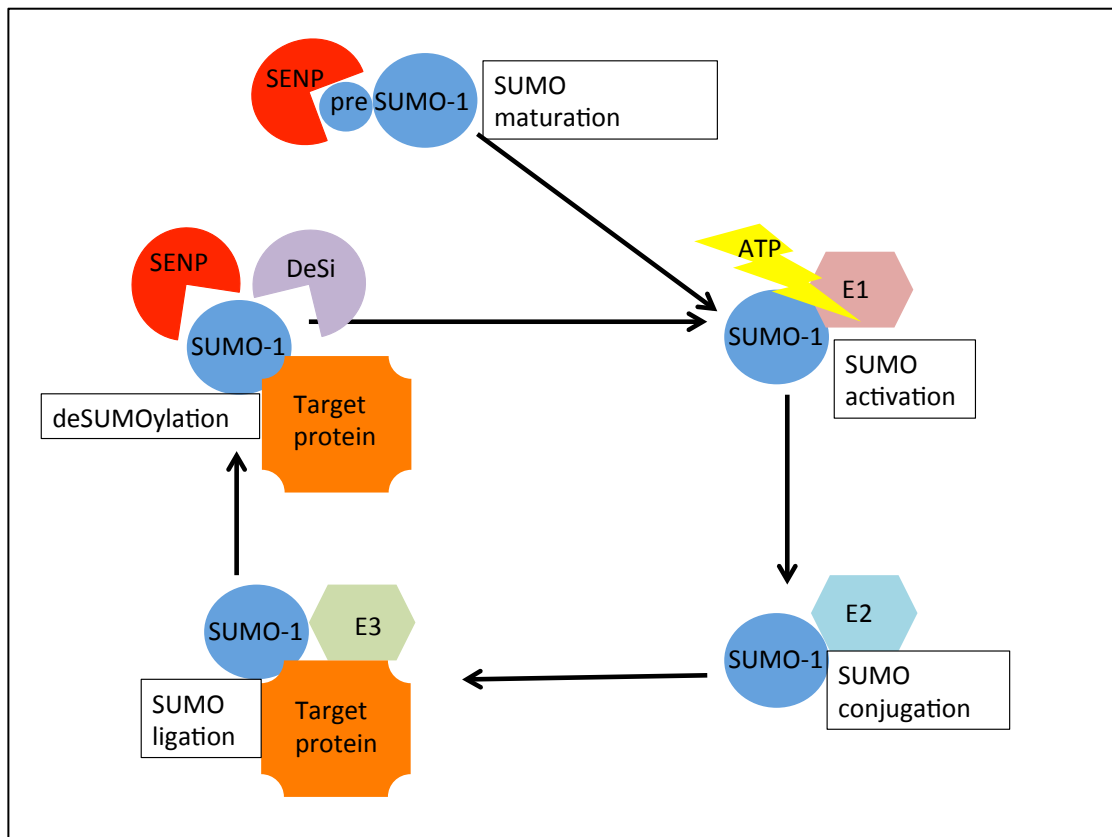 SENP
pre
SUMO-1
SUMO
maturation
SENP
DeSi
SUMO-1
deSUMOylation
Target
protein
ATP
E1
SUMO-1
SUMO
activation
SUMO-1
E3
SUMO
ligation
Target
protein
E2
SUMO-1
SUMO
conjugation